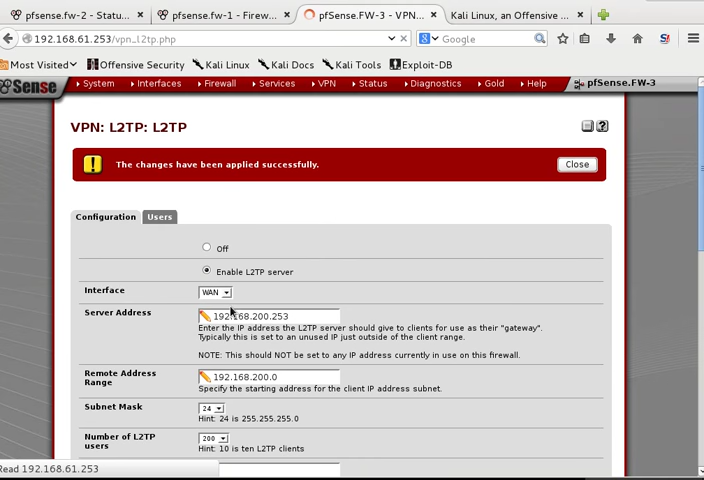 pfsense.fw-2 - Statu...
pfsense.fw-1 - Firew...
pfSense.FW-3 - VPN...
Kali Linux, an Offensive ...
192.168.61.253/vpn_l2tp.php
Google
Most Visited
Offensive Security
Kali Linux
Kali Docs
Kali Tools
Exploit-DB
Sense
System
Interfaces
Firewall
Services
VPN
Status
Diagnostics
Gold
Help
pfSense.FW-3
VPN: L2TP: L2TP
The changes have been applied successfully.
Close
Configuration
Users
Off
Enable L2TP server
Interface
WAN
Server Address
192.168.200.253
Enter the IP address the L2TP server should give to clients for use as their "gateway".
Typically this is set to an unused IP just outside of the client range.
NOTE: This should NOT be set to any IP address currently in use on this firewall.
Remote Address
Range
192.168.200.0
Specify the starting address for the client IP address subnet.
Subnet Mask
24
Hint: 24 is 255.255.255.0
Number of L2TP
users
200
Hint: 10 is ten L2TP clients
Read 192.168.61.253